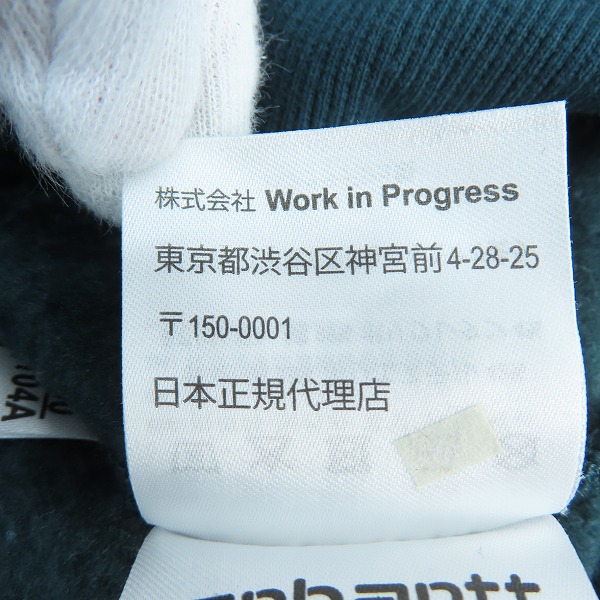 株式会社 Work in Progress
東京都渋谷区神宮前4-28-25
〒150-0001
日本正規代理店
04A